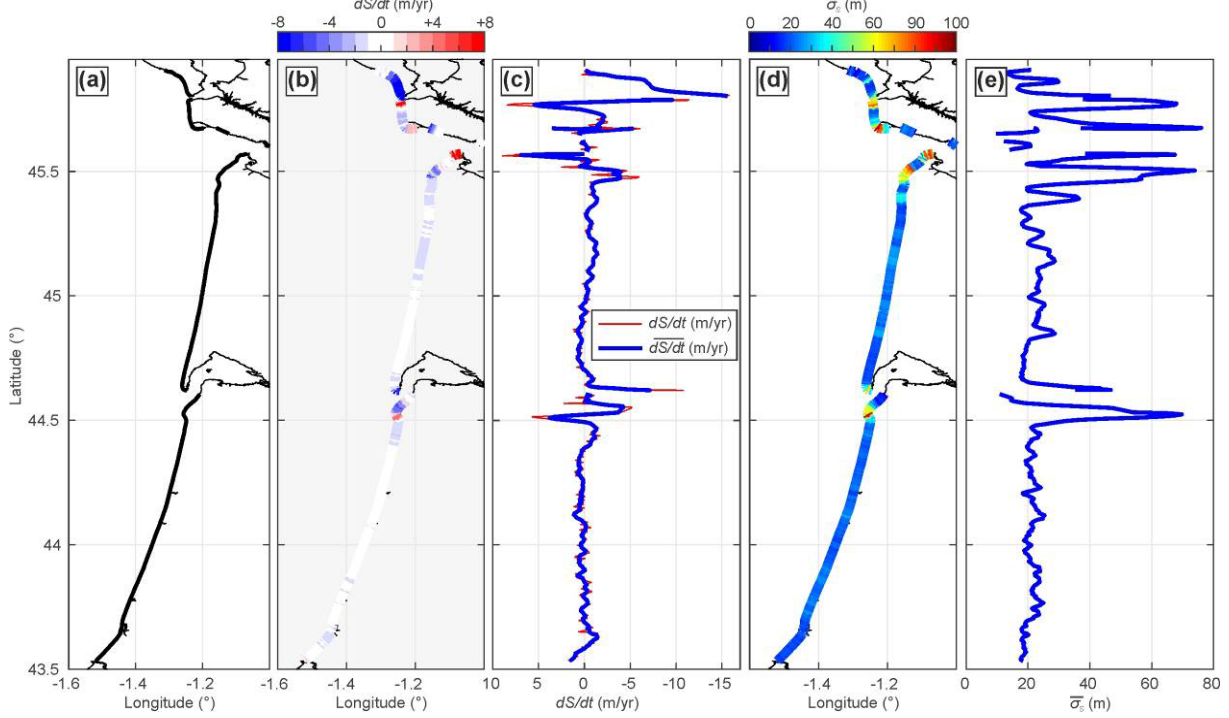 dS/dt (m/yr)
-8 -4 0 +4 +8
σs (m)
0 20 40 60 80 100
(a) (b) (c) (d) (e)
45.5
45
44.5
44
43.5
Latitude (°)
dS/dt (m/yr)
dS/dt (m/yr)
-1.6 -1.4 -1.2 -1.6 -1.4 -1.2 10 5 0 -5 -10 -15 -1.4 -1.2 0 20 40 60 80
Longitude (°) Longitude (°) dS/dt (m/yr) Longitude (°) σs (m)